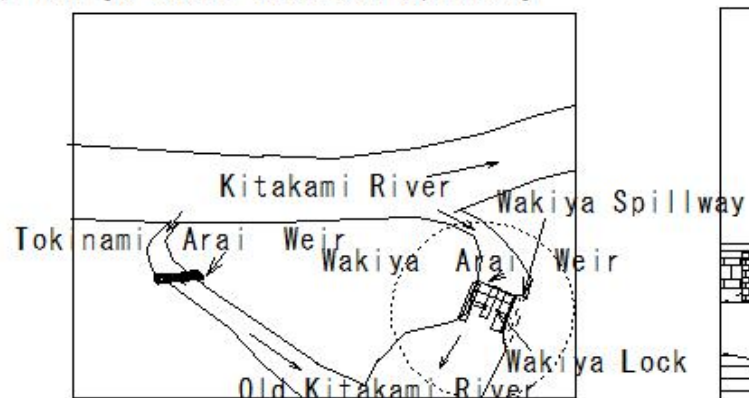 Kitakami River
Wakiya Spillway
Tokinami Arai Weir
Wakiya Arai Weir
Wakiya Lock
Old Kitakami River